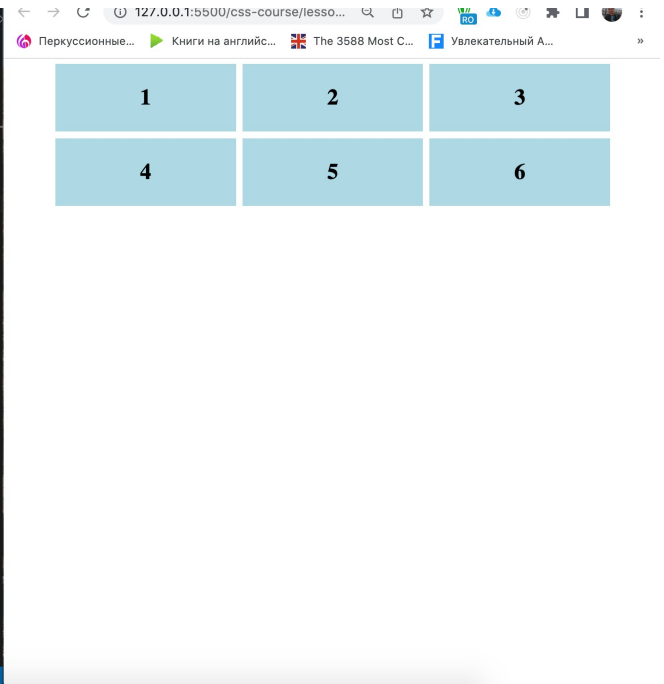 127.0.0.1:5500/css-course/lesso...
RO
Перкуссионные... Книги на английс... The 3588 Most C... F Увлекательный A... »
1 2 3
4 5 6